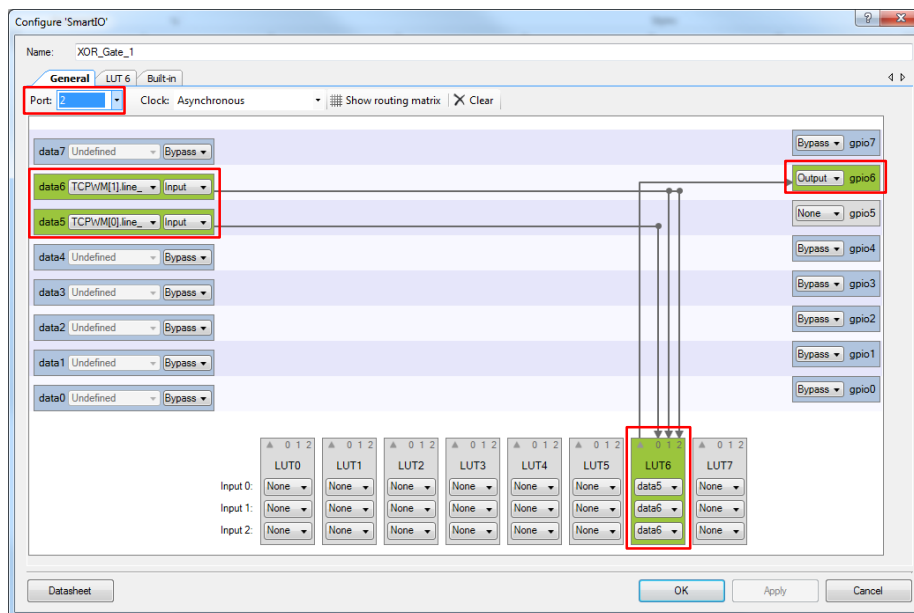 Configure 'SmartIO'
Name: XOR_Gate_1
General LUT 6 Built-in
Port: 2 Clock: Asynchronous Show routing matrix Clear
data7 Undefined Bypass
Bypass gpio7
data6 TCPWM[1].line_ Input
Output gpio6
data5 TCPWM[0].line_ Input
None gpio5
data4 Undefined Bypass
Bypass gpio4
data3 Undefined Bypass
Bypass gpio3
data2 Undefined Bypass
Bypass gpio2
data1 Undefined Bypass
Bypass gpio1
data0 Undefined Bypass
Bypass gpio0
0 1 2 0 1 2 0 1 2 0 1 2 0 1 2 0 1 2 0 1 2 0 1 2
LUT0 LUT1 LUT2 LUT3 LUT4 LUT5 LUT6 LUT7
Input 0: None None None None None None data5 None
Input 1: None None None None None None data6 None
Input 2: None None None None None None data6 None
Datasheet OK Apply Cancel